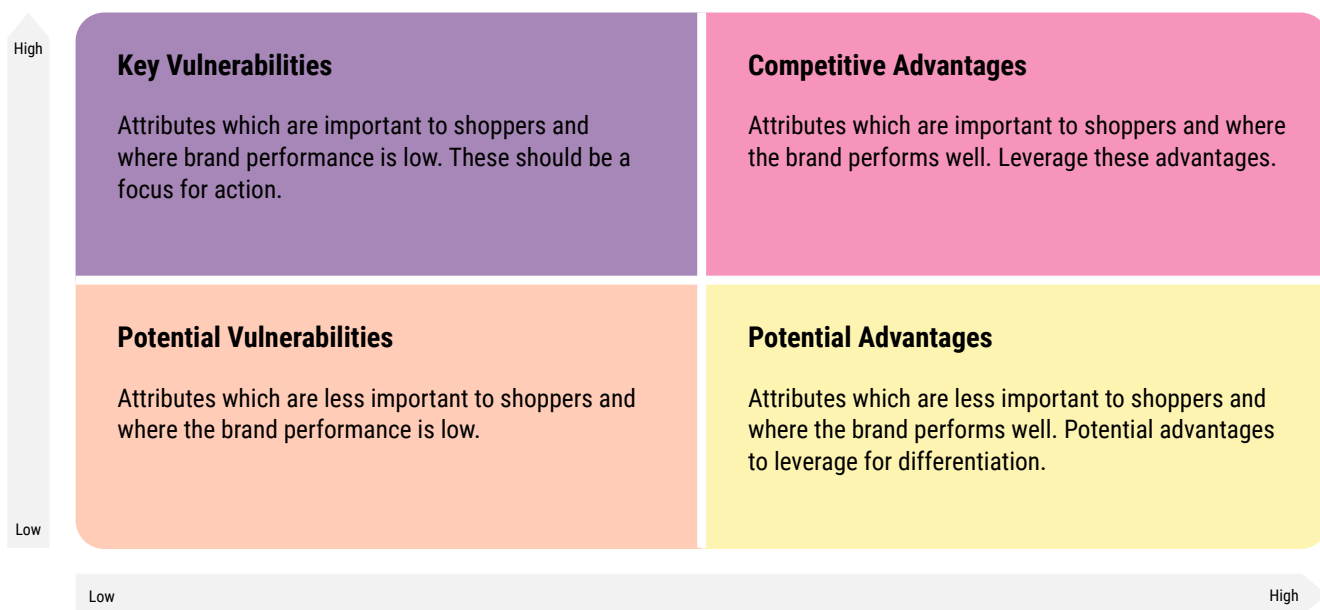 High
Key Vulnerabilities
Attributes which are important to shoppers and
where brand performance is low. These should be a
focus for action.
Competitive Advantages
Attributes which are important to shoppers and where
the brand performs well. Leverage these advantages.
Potential Vulnerabilities
Attributes which are less important to shoppers and
where the brand performance is low.
Potential Advantages
Attributes which are less important to shoppers and
where the brand performs well. Potential advantages
to leverage for differentiation.
Low
Low
High